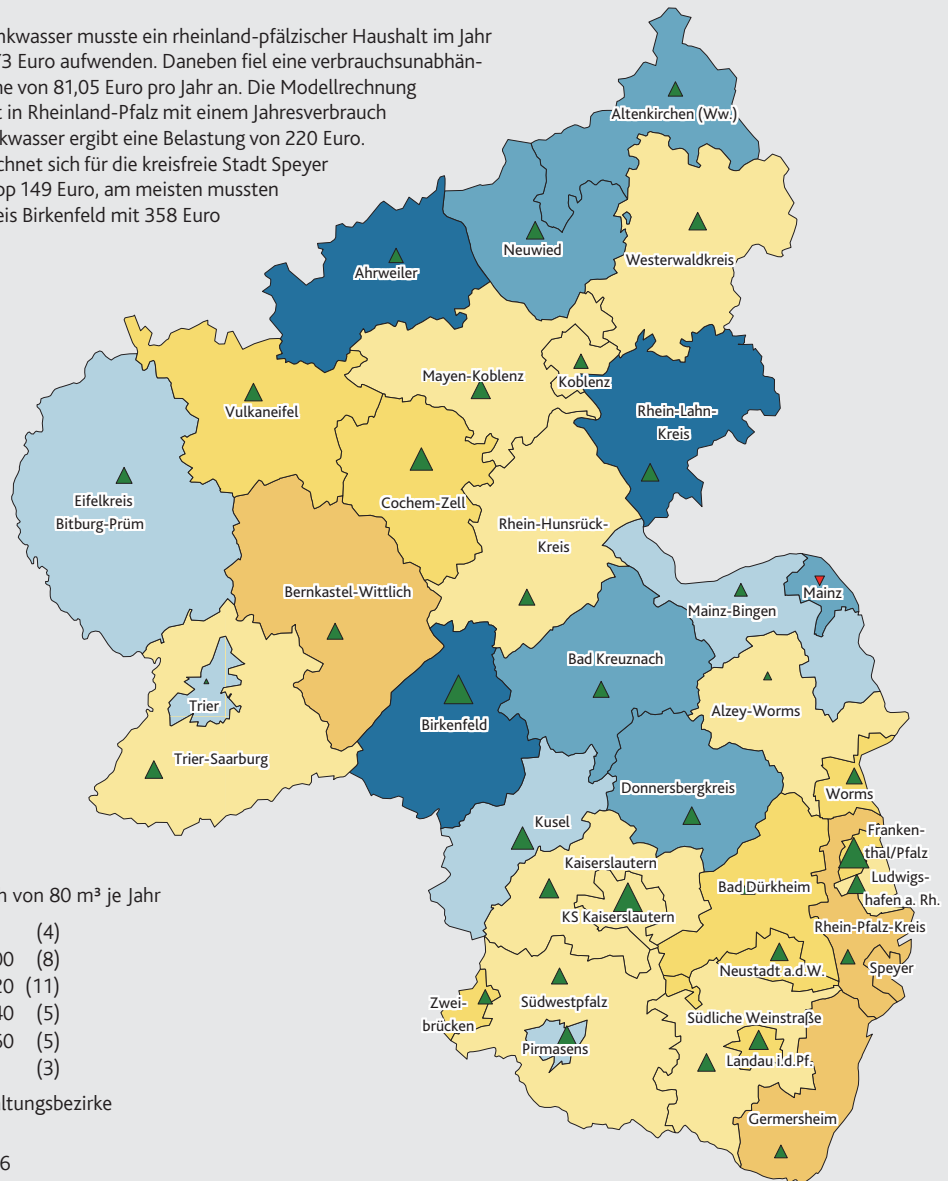 nkwasser musste ein rheinland-pfälzischer Haushalt im Jahr
73 Euro aufwenden. Daneben fiel eine verbrauchsunabhän-
e von 81,05 Euro pro Jahr an. Die Modellrechnung
t in Rheinland-Pfalz mit einem Jahresverbrauch
kwasser ergibt eine Belastung von 220 Euro.
chnet sich für die kreisfreie Stadt Speyer
pp 149 Euro, am meisten mussten
eis Birkenfeld mit 358 Euro
Altenkirchen (Ww.)
Neuwied
Westerwaldkreis
Ahrweiler
Mayen-Koblenz
Koblenz
Vulkaneifel
Rhein-Lahn-
Kreis
Cochem-Zell
Eifelkreis
Bitburg-Prüm
Rhein-Hunsrück-
Kreis
Bernkastel-Wittlich
Mainz-Bingen
Mainz
Bad Kreuznach
Trier
Alzey-Worms
Birkenfeld
Trier-Saarburg
Donnersbergkreis
Worms
Kusel
Franken-
thal/Pfalz
Kaiserslautern
Ludwigs-
hafen a. Rh.
Bad Dürkheim
KS Kaiserslautern
Rhein-Pfalz-Kreis
Neustadt a.d.W.
Speyer
Zwei-
brücken
Südwestpfalz
Südliche Weinstraße
Pirmasens
Landau i.d.Pf.
Germersheim
n von 80 m³ je Jahr
(4)
00 (8)
20 (11)
40 (5)
60 (5)
(3)
ltungsbezirke
6